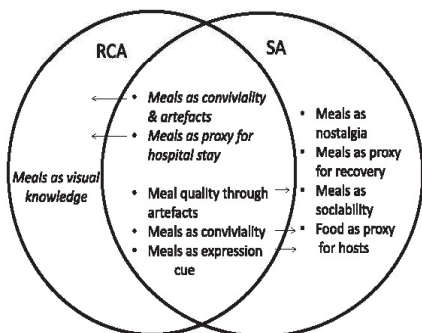 RCA
SA
Meals as visual
knowledge
• Meals as conviviality
& artefacts
• Meals as proxy for
hospital stay
• Meal quality through
artefacts
• Meals as conviviality
• Meals as expression
cue
• Meals as
nostalgia
• Meals as proxy
for recovery
• Meals as
sociability
• Food as proxy
for hosts